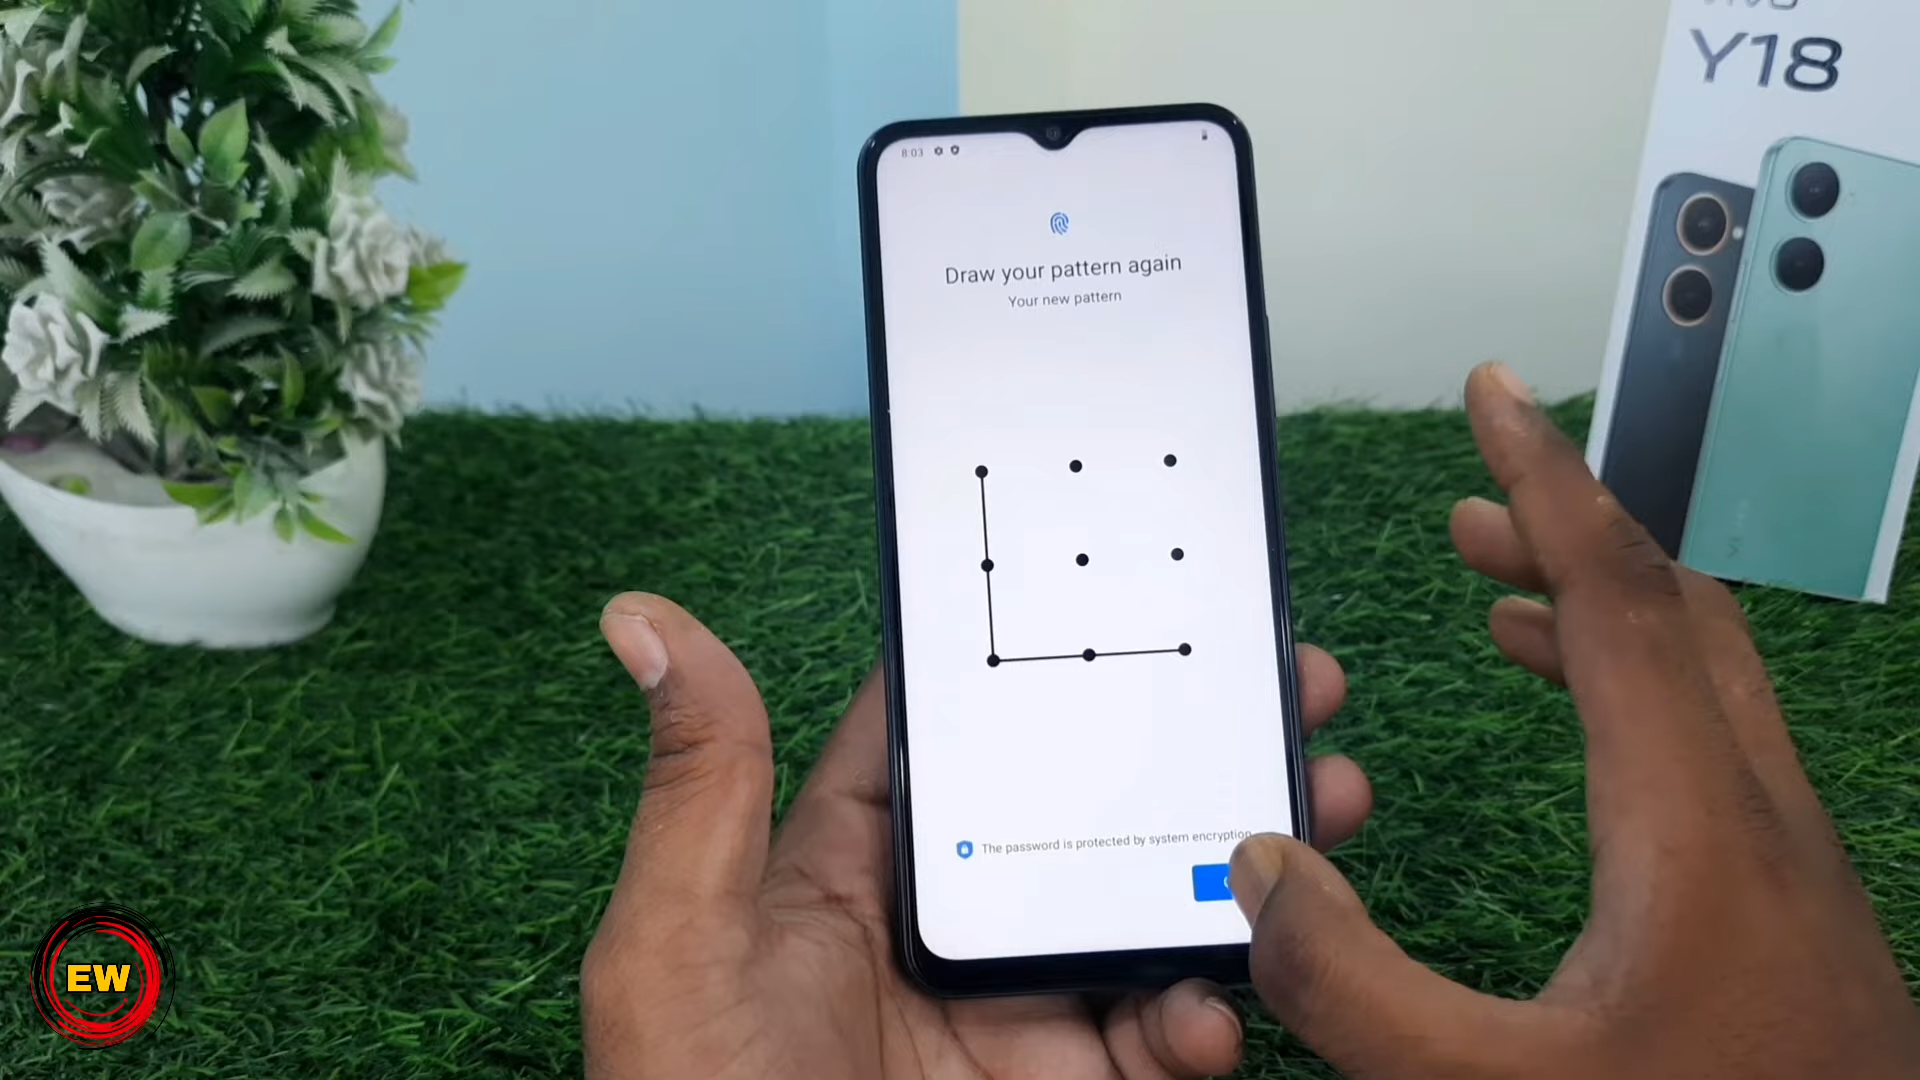 Y18
8:03
Draw your pattern again
Your new pattern
The password is protected by system encryption
EW